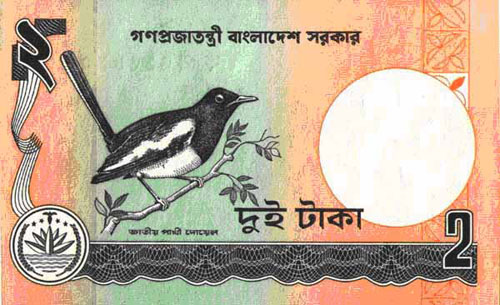 ২
গণপ্রজাতন্ত্রী বাংলাদেশ সরকার
দুই টাকা
জাতীয় পাখী দোয়েল
2